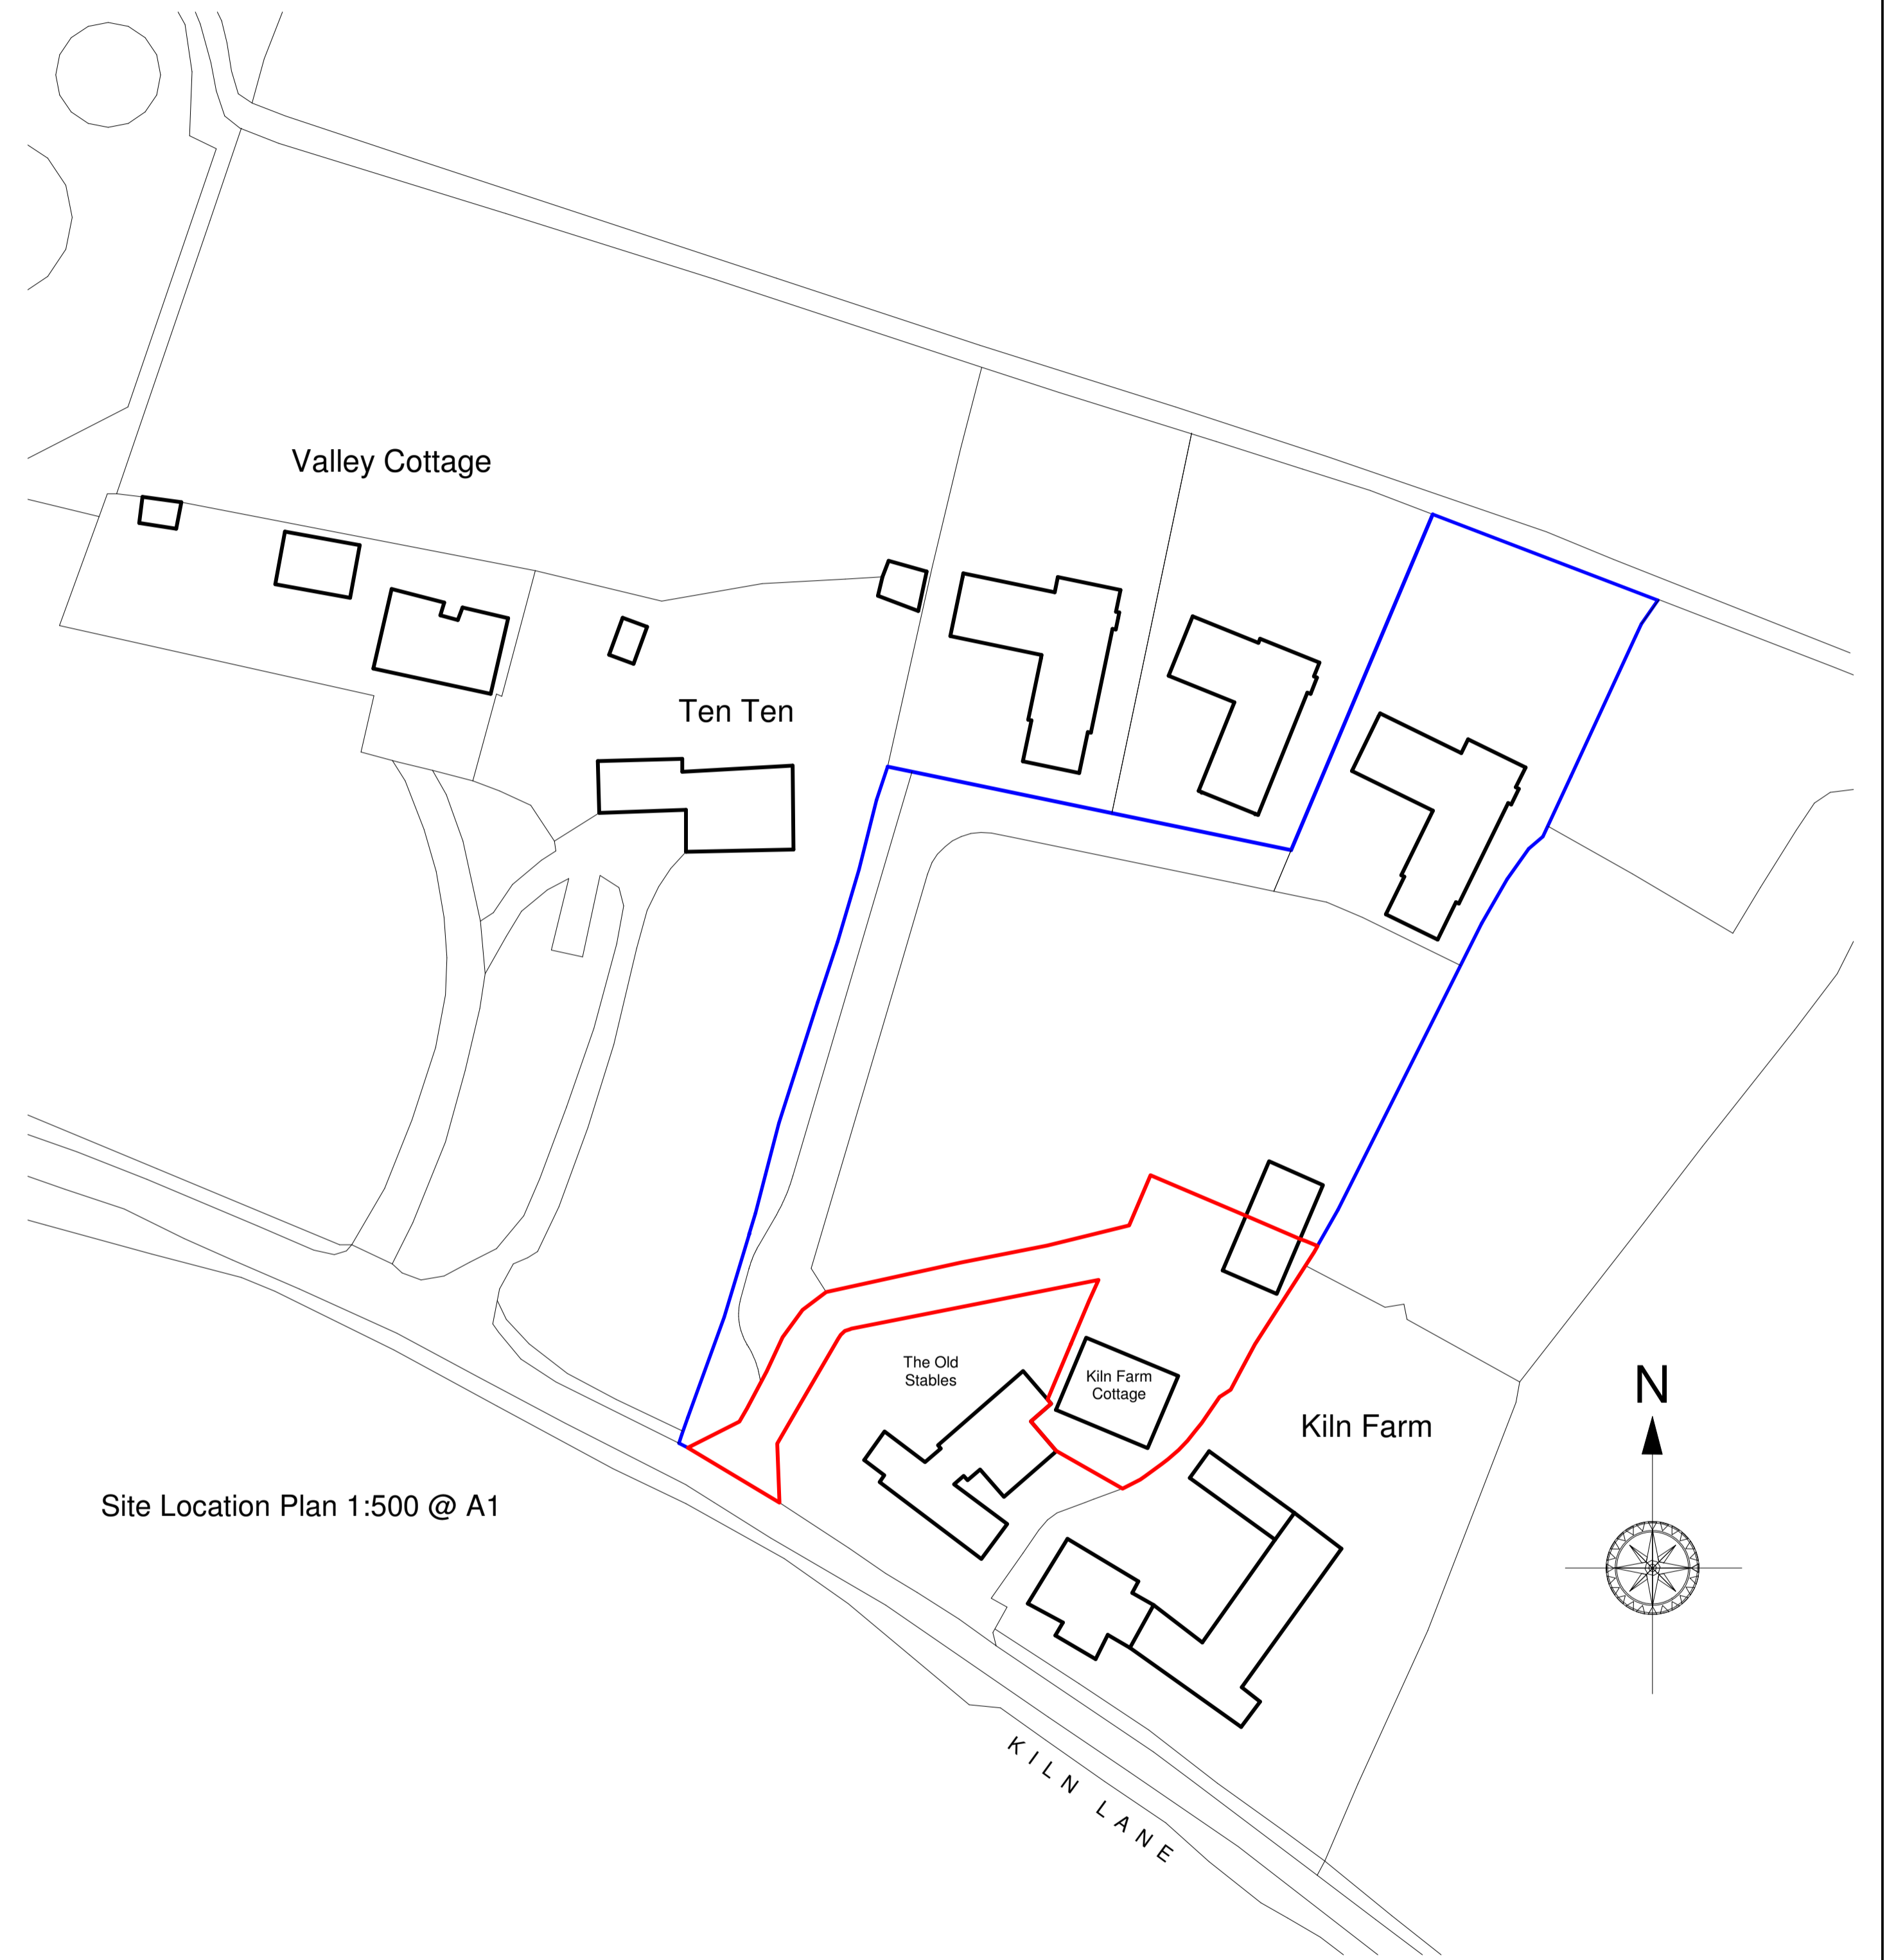 Valley Cottage
Ten Ten
The Old
Stables
Kiln Farm
Cottage
Kiln Farm
N
Site Location Plan 1:500 @ A1
KILN LANE